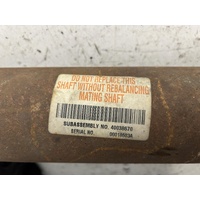 DO NOT REPLACE THIS
SHAFT WITHOUT REBALANCING
MATING SHAFT
SUBASSEMBLY NO. 40030070
SERIAL NO.